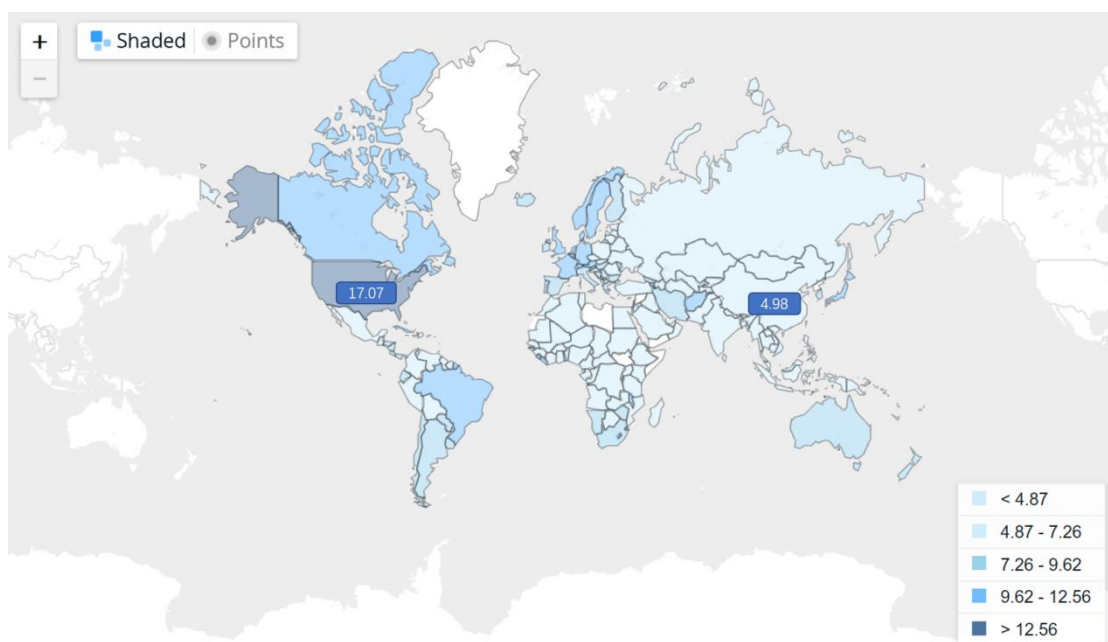 +
Shaded
Points
−
17.07
4.98
< 4.87
4.87 - 7.26
7.26 - 9.62
9.62 - 12.56
> 12.56